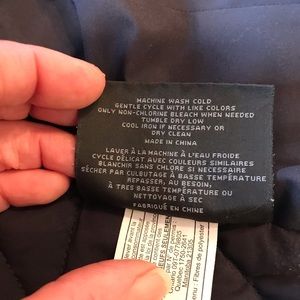 MACHINE WASH COLD
GENTLE CYCLE WITH LIKE COLORS
ONLY NON-CHLORINE BLEACH WHEN NEEDED
TUMBLE DRY LOW
COOL IRON IF NECESSARY OR
DRY CLEAN
MADE IN CHINA
LAVER À LA MACHINE À L'EAU FROIDE
CYCLE DÉLICAT AVEC COULEURS SIMILAIRES
BLANCHIR SANS CHLORE SI NÉCESSAIRE
SÉCHER PAR CULBUTAGE À BASSE TEMPÉRATURE
REPASSER, AU BESOIN,
À TRÈS BASSE TEMPÉRATURE OU
NETTOYAGE À SEC
FABRIQUÉ EN CHINE